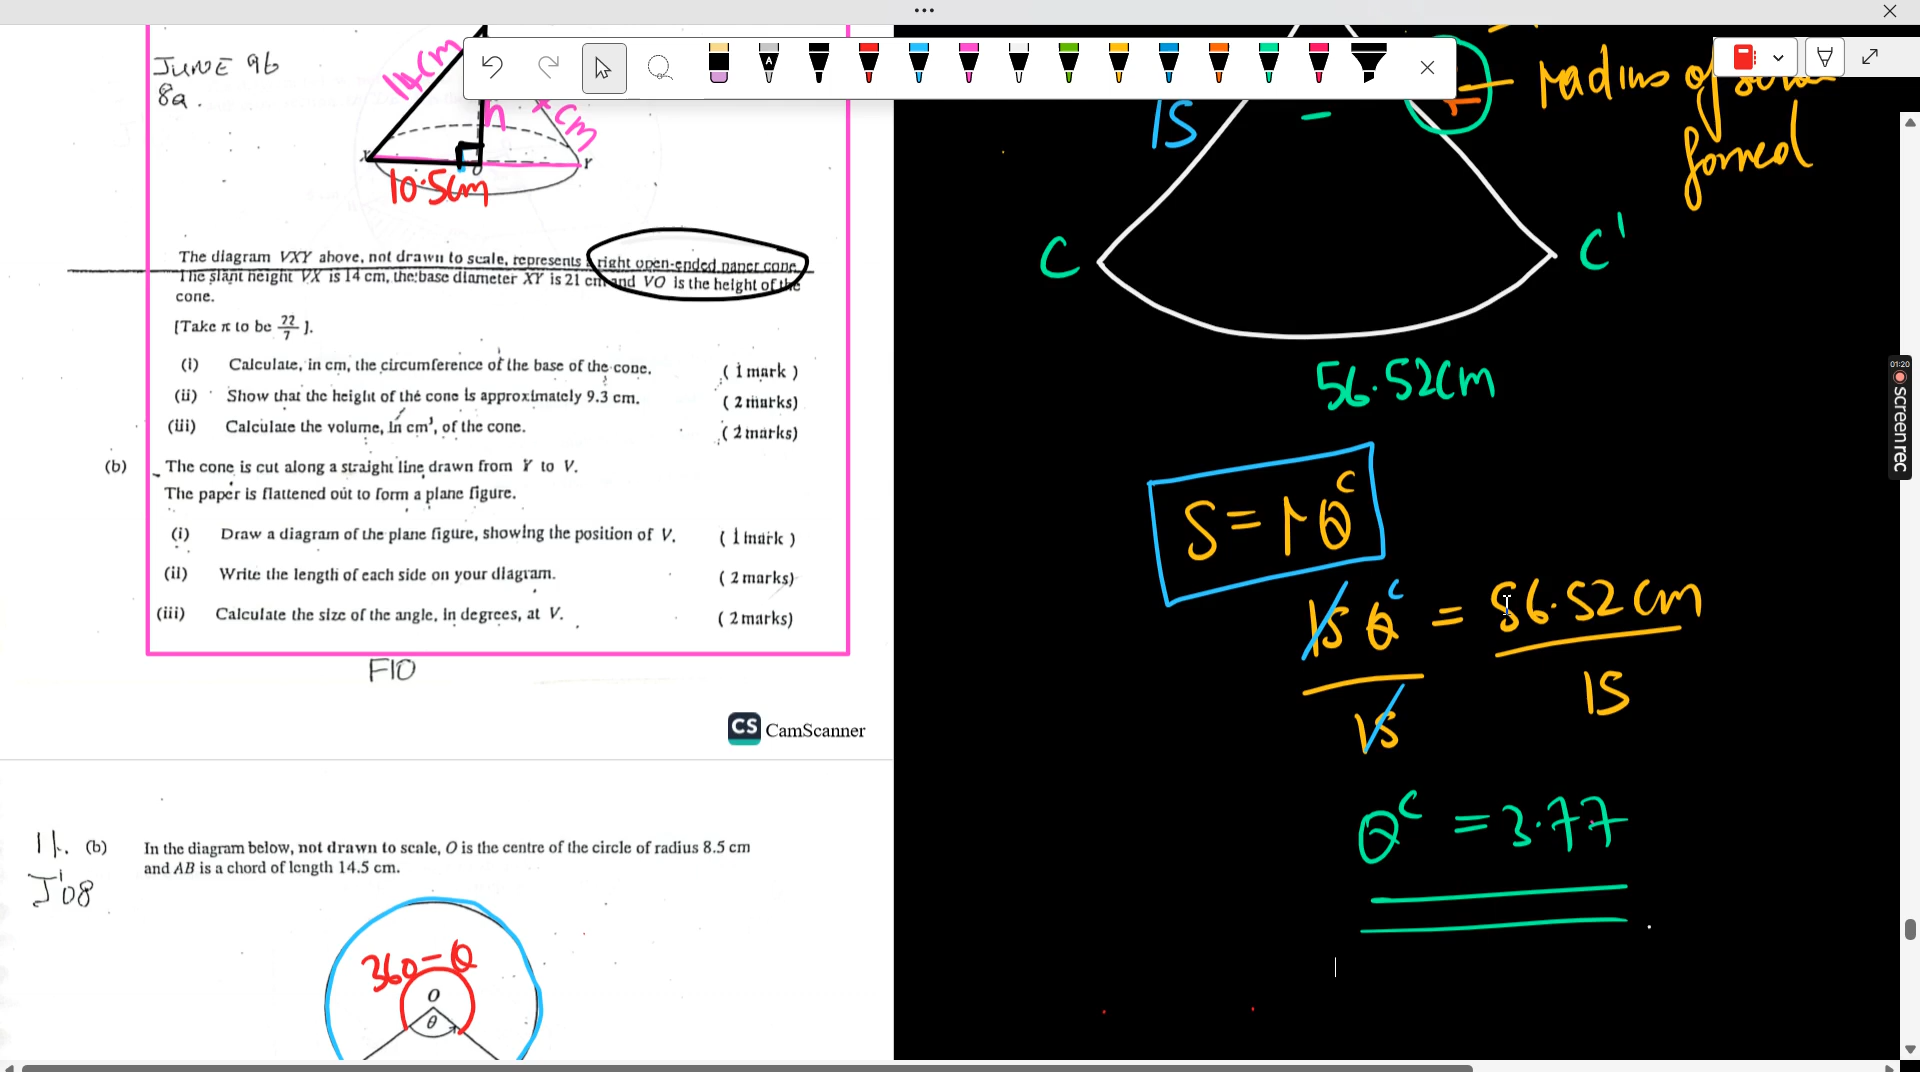 JUNE 96
8a.
14cm
h
cm
X
Y
10.5cm
The diagram VXY above, not drawn to scale, represents a right open-ended paper cone.
The slant height VX is 14 cm, the base diameter XY is 21 cm and VO is the height of the
cone.
[Take π to be 22/7 ].
(i) Calculate, in cm, the circumference of the base of the cone. ( 1 mark )
(ii) Show that the height of the cone is approximately 9.3 cm. ( 2 marks)
(iii) Calculate the volume, in cm³, of the cone. ( 2 marks)
(b) The cone is cut along a straight line drawn from Y to V.
The paper is flattened out to form a plane figure.
(i) Draw a diagram of the plane figure, showing the position of V. ( 1 mark )
(ii) Write the length of each side on your diagram. ( 2 marks)
(iii) Calculate the size of the angle, in degrees, at V. ( 2 marks)
F10
CS CamScanner
11. (b) In the diagram below, not drawn to scale, O is the centre of the circle of radius 8.5 cm
J'08 and AB is a chord of length 14.5 cm.
360-θ
O
θ
radius of
formed
15
C
C'
56.52cm
S = rθᶜ
15 θᶜ = 56.52cm
15 15
θᶜ = 3.77
01:20
screenrec